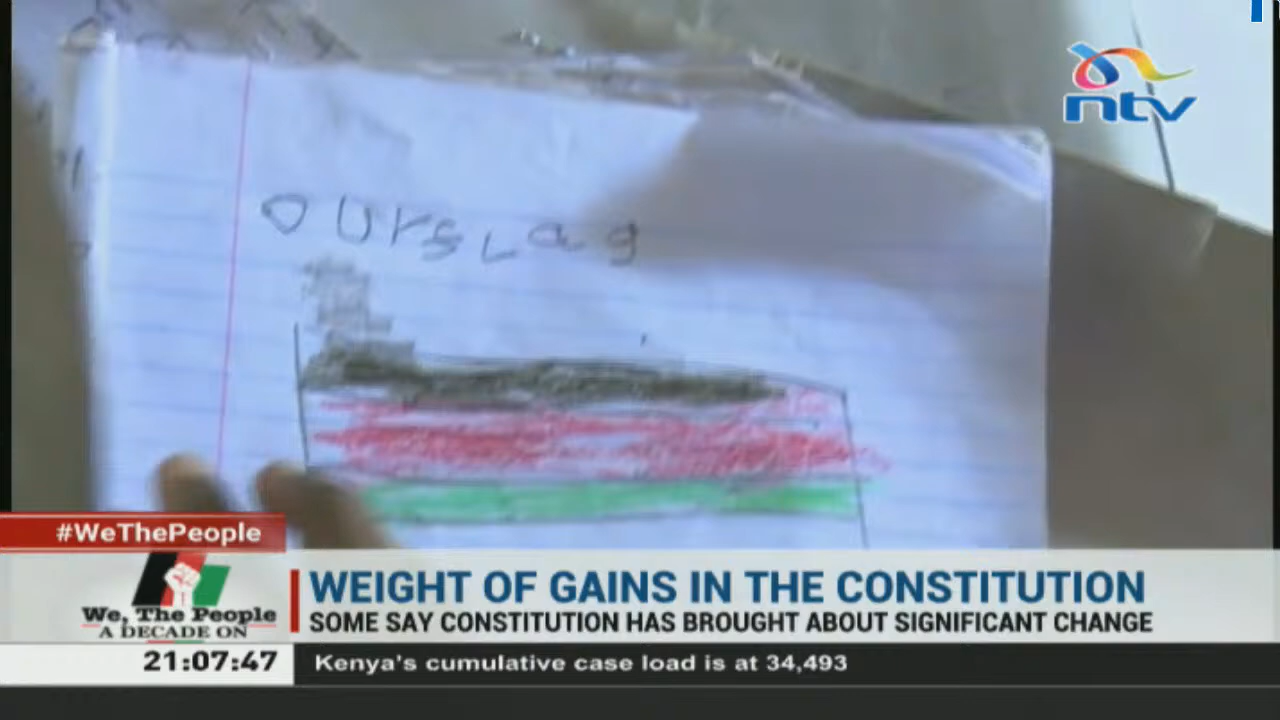 ntv
OUrsLag
#WeThePeople
We, The People
A DECADE ON
WEIGHT OF GAINS IN THE CONSTITUTION
SOME SAY CONSTITUTION HAS BROUGHT ABOUT SIGNIFICANT CHANGE
21:07:47
Kenya's cumulative case load is at 34,493